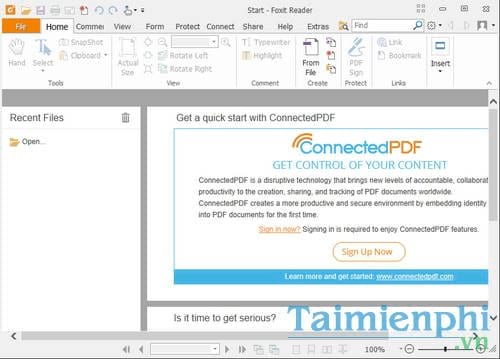 Start - Foxit Reader
File Home Commen View Form Protect Share Help Extras Find
Hand Select SnapShot Clipboard Actual Size Rotate Left Rotate Right Typewriter Highlight From File PDF Sign Link Bookmark Insert
Tools View Comment Create Protect Links
Recent Files
Open...
Get a quick start with ConnectedPDF
ConnectedPDF
GET CONTROL OF YOUR CONTENT
ConnectedPDF is a disruptive technology that brings new levels of accountable, collaborat
productivity to the creation, sharing, and tracking of PDF documents worldwide.
ConnectedPDF creates a more productive and secure environment by embedding identity
into PDF documents for the first time.
Sign in now? Signing in is required to enjoy ConnectedPDF features.
Sign Up Now
Learn more and get started: www.connectedpdf.com
Is it time to get serious?
Taimienphi
.vn
100%